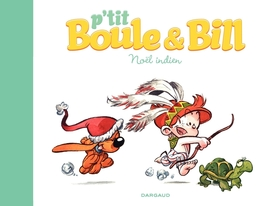 p'tit
Boule & Bill
Noël indien
DARGAUD